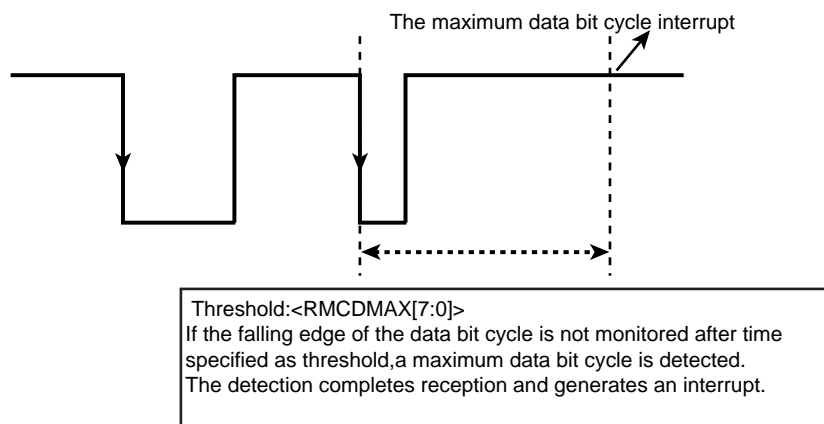 The maximum data bit cycle interrupt
Threshold:<RMCDMAX[7:0]>
If the falling edge of the data bit cycle is not monitored after time
specified as threshold,a maximum data bit cycle is detected.
The detection completes reception and generates an interrupt.